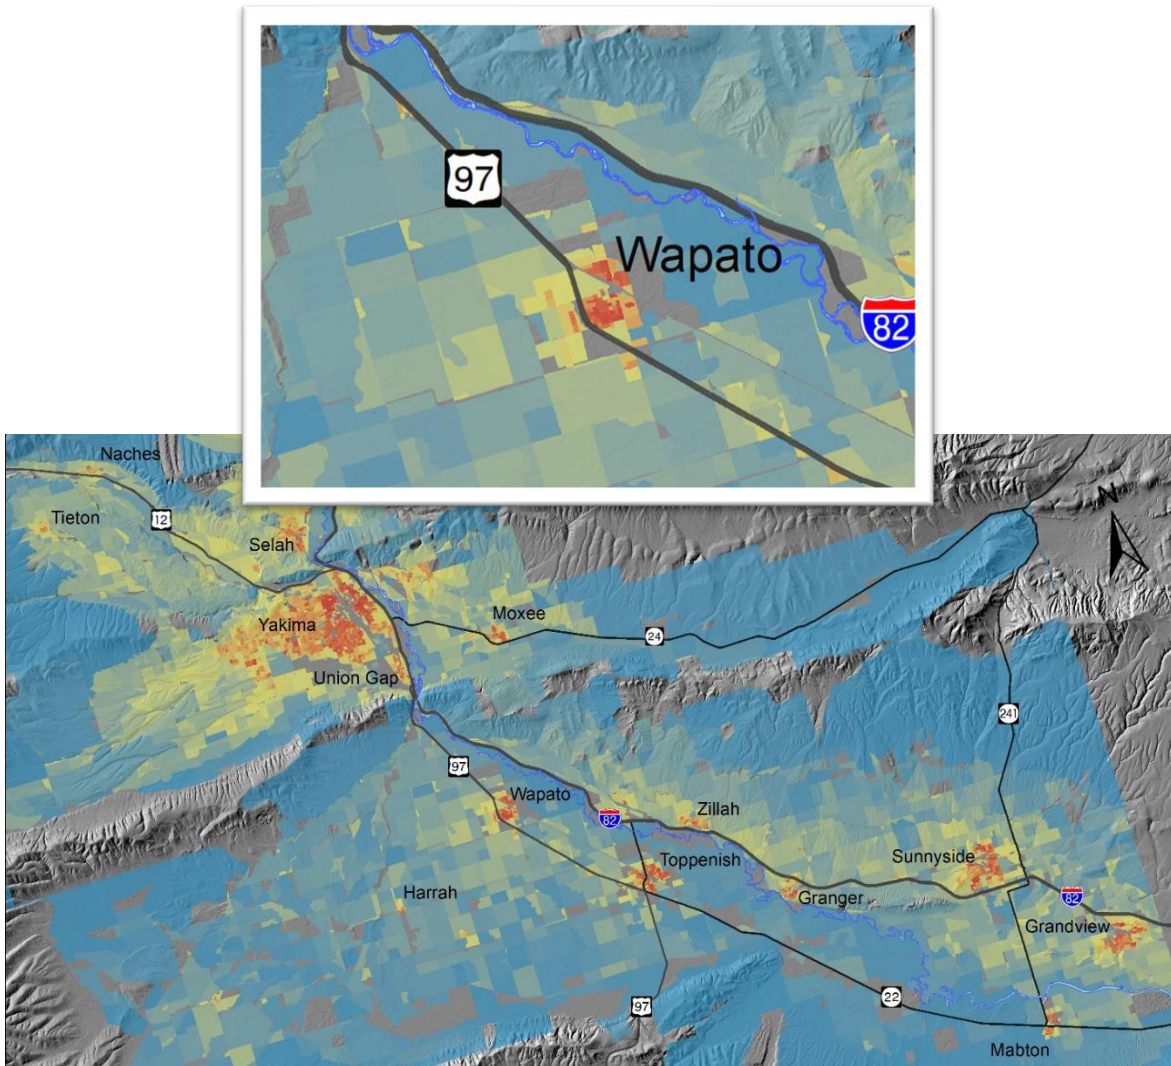 97
Wapato
82
Naches
Tieton
12
Selah
N
Moxee
Yakima
24
Union Gap
241
97
Wapato
82
Zillah
Toppenish
Sunnyside
Harrah
Granger
82
Grandview
97
22
Mabton